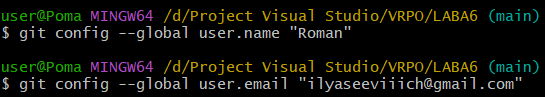 user@Poma MINGW64 /d/Project Visual Studio/VRPO/LABA6 (main)
$ git config --global user.name "Roman"
user@Poma MINGW64 /d/Project Visual Studio/VRPO/LABA6 (main)
$ git config --global user.email "ilyaseeviiich@gmail.com"